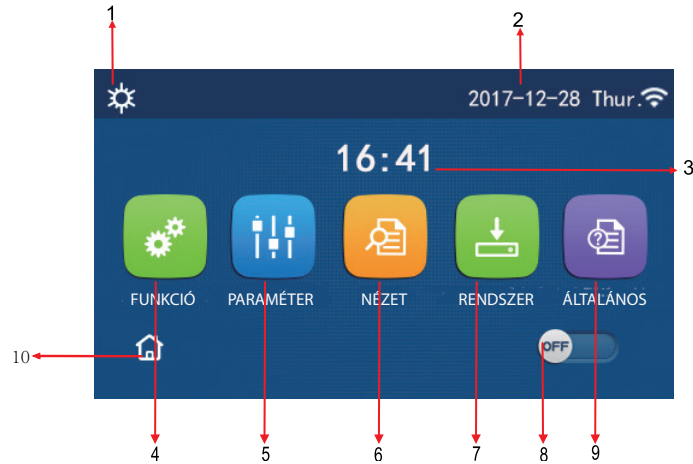 1 2
2017-12-28 Thur.
16:41 3
FUNKCIÓ PARAMÉTER NÉZET RENDSZER ÁLTALÁNOS
10 OFF
4 5 6 7 8 9